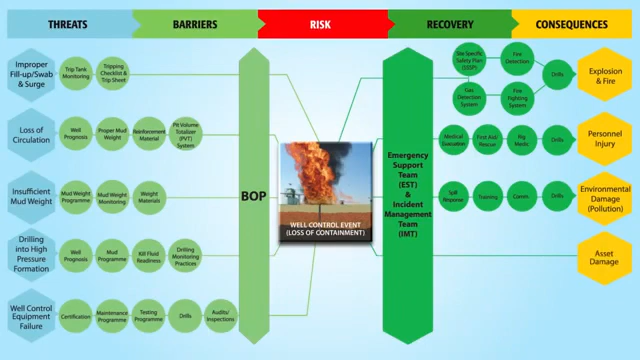 THREATS
BARRIERS
RISK
RECOVERY
CONSEQUENCES
Improper
Fill-up/Swab
& Surge
Trip Tank
Monitoring
Tripping
Checklist &
Trip Sheet
Loss of
Circulation
Well
Prognosis
Proper Mud
Weight
Reinforcement
Material
Pit Volume
Totaliser
(PVT)
System
Insufficient
Mud Weight
Mud Weight
Programme
Mud Weight
Monitoring
Weight
Materials
Drilling
into High
Pressure
Formation
Well
Prognosis
Mud
Programme
Kill Fluid
Readiness
Drilling
Monitoring
Practices
Well Control
Equipment
Failure
Certification
Maintenance
Programme
Testing
Programme
Drills
Audits/
Inspections
BOP
WELL CONTROL EVENT
(LOSS OF CONTAINMENT)
Emergency
Support
Team
(EST)
&
Incident
Management
Team
(IMT)
Site-Specific
Safety Plan
(SSSP)
Fire
Detection
Gas
Detection
System
Fire
Fighting
System
Drills
Explosion
& Fire
Medical
Evacuation
First Aid/
Rescue
Rig
Medic
Drills
Personnel
Injury
Spill
Response
Training
Comm.
Drills
Environmental
Damage
(Pollution)
Asset
Damage